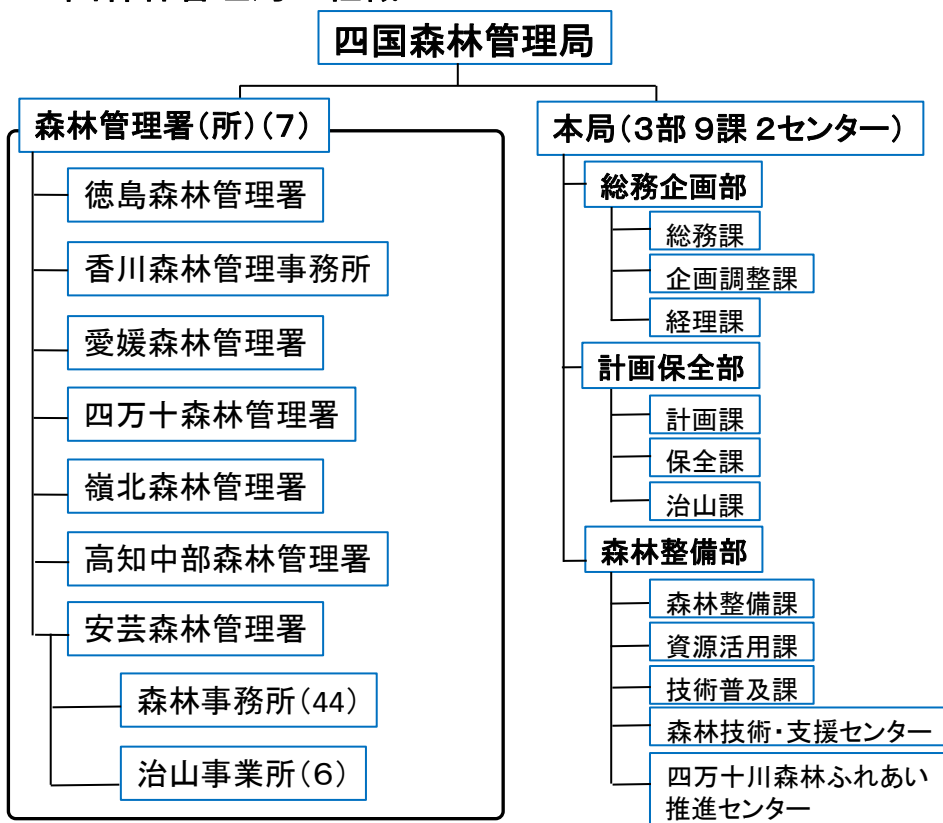 四国森林管理局
森林管理署(所)(7)
徳島森林管理署
香川森林管理事務所
愛媛森林管理署
四万十森林管理署
嶺北森林管理署
高知中部森林管理署
安芸森林管理署
森林事務所(44)
治山事業所(6)
本局(3部9課2センター)
総務企画部
総務課
企画調整課
経理課
計画保全部
計画課
保全課
治山課
森林整備部
森林整備課
資源活用課
技術普及課
森林技術・支援センター
四万十川森林ふれあい
推進センター